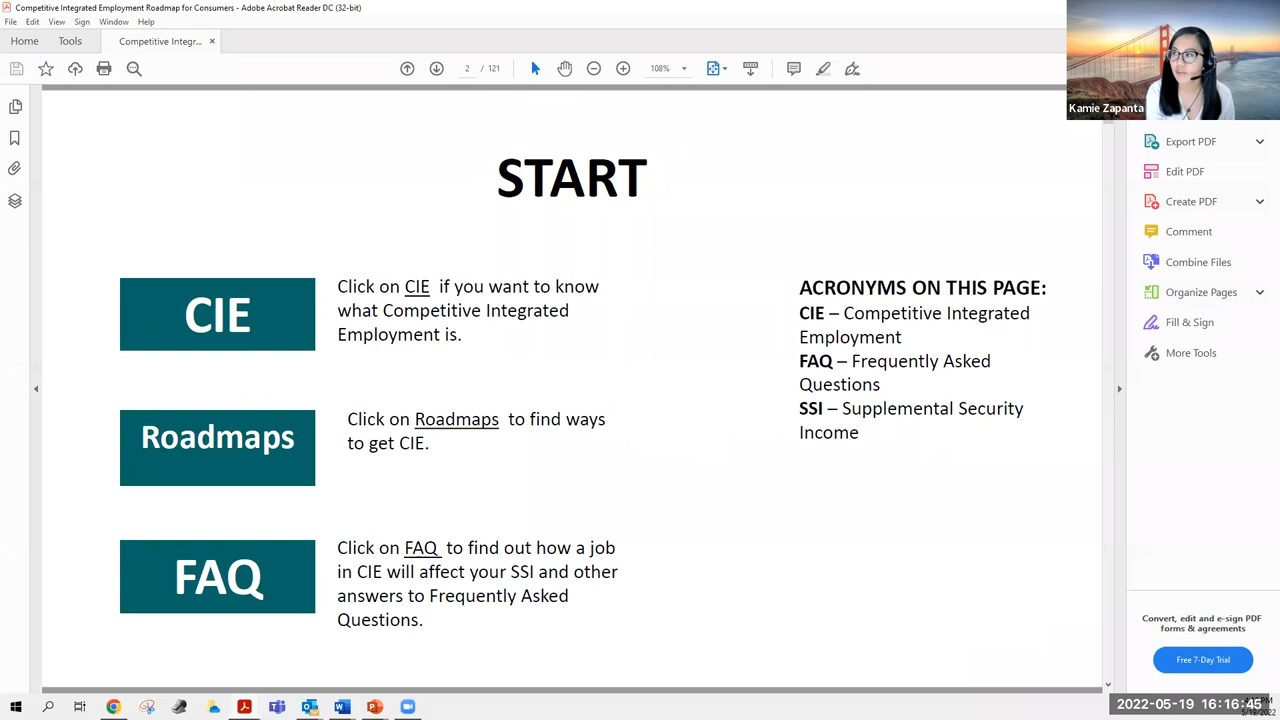 Competitive Integrated Employment Roadmap for Consumers - Adobe Acrobat Reader DC (32-bit)
File Edit View Sign Window Help
Home Tools Competitive Integr... ×
2 / 121 108%
Kamie Zapanta
START
CIE
Click on CIE if you want to know
what Competitive Integrated
Employment is.
Roadmaps
Click on Roadmaps to find ways
to get CIE.
FAQ
Click on FAQ to find out how a job
in CIE will affect your SSI and other
answers to Frequently Asked
Questions.
ACRONYMS ON THIS PAGE:
CIE – Competitive Integrated
Employment
FAQ – Frequently Asked
Questions
SSI – Supplemental Security
Income
Export PDF
Edit PDF
Create PDF
Comment
Combine Files
Organize Pages
Fill & Sign
More Tools
Convert, edit and e-sign PDF
forms & agreements
Free 7-Day Trial
2022-05-19 16:16:45